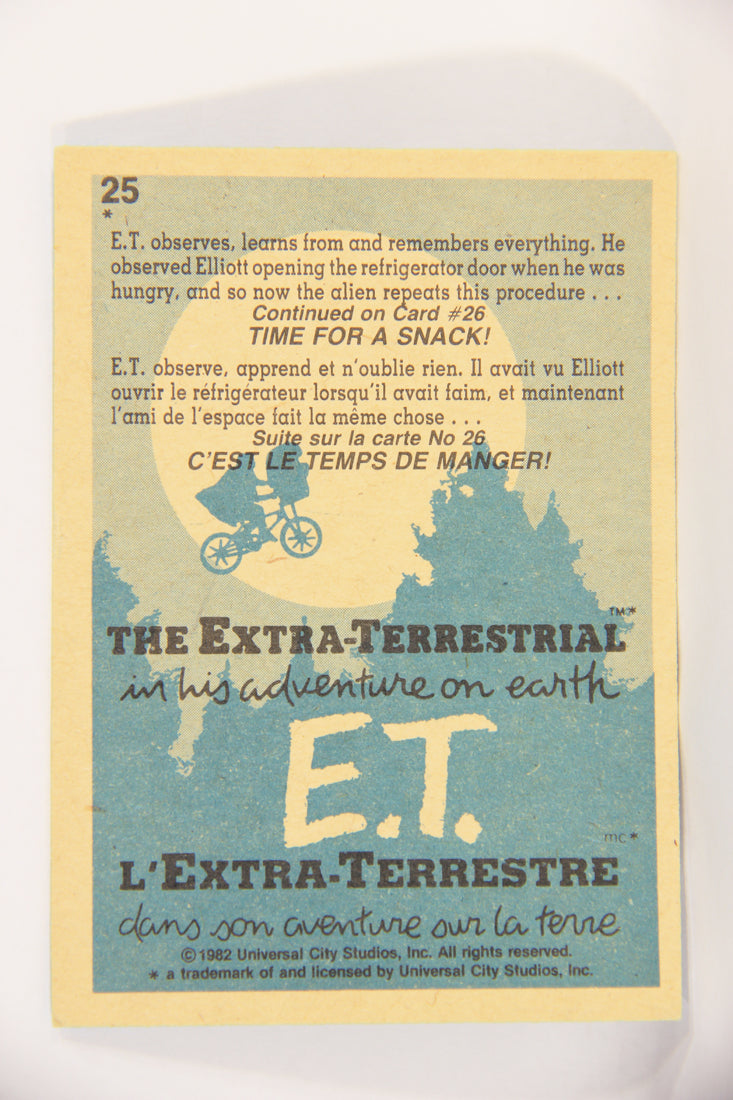 25
*
E.T. observes, learns from and remembers everything. He
observed Elliott opening the refrigerator door when he was
hungry, and so now the alien repeats this procedure . . .
Continued on Card #26
TIME FOR A SNACK!
E.T. observe, apprend et n'oublie rien. Il avait vu Elliott
ouvrir le réfrigérateur lorsqu'il avait faim, et maintenant
l'ami de l'espace fait la même chose . . .
Suite sur la carte No 26
C'EST LE TEMPS DE MANGER!
TM*
THE EXTRA-TERRESTRIAL
in his adventure on earth
E.T.
mc*
L'EXTRA-TERRESTRE
dans son aventure sur la terre
©1982 Universal City Studios, Inc. All rights reserved.
* a trademark of and licensed by Universal City Studios, Inc.